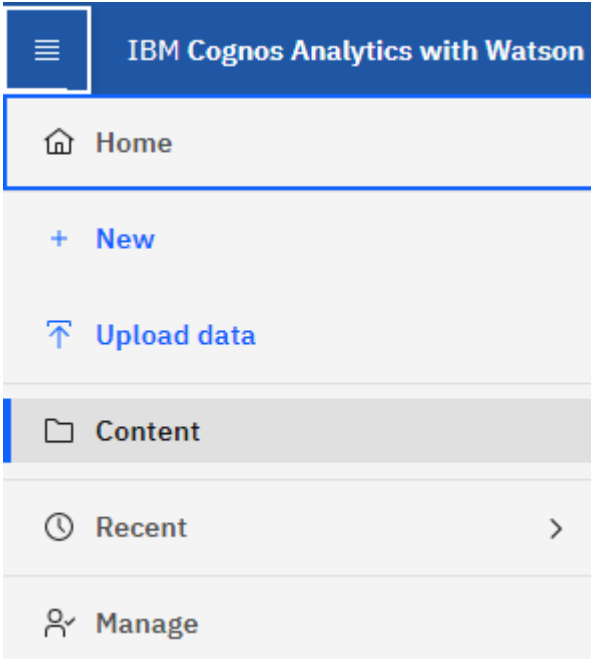 IBM Cognos Analytics with Watson
Home
New
Upload data
Content
Recent
Manage